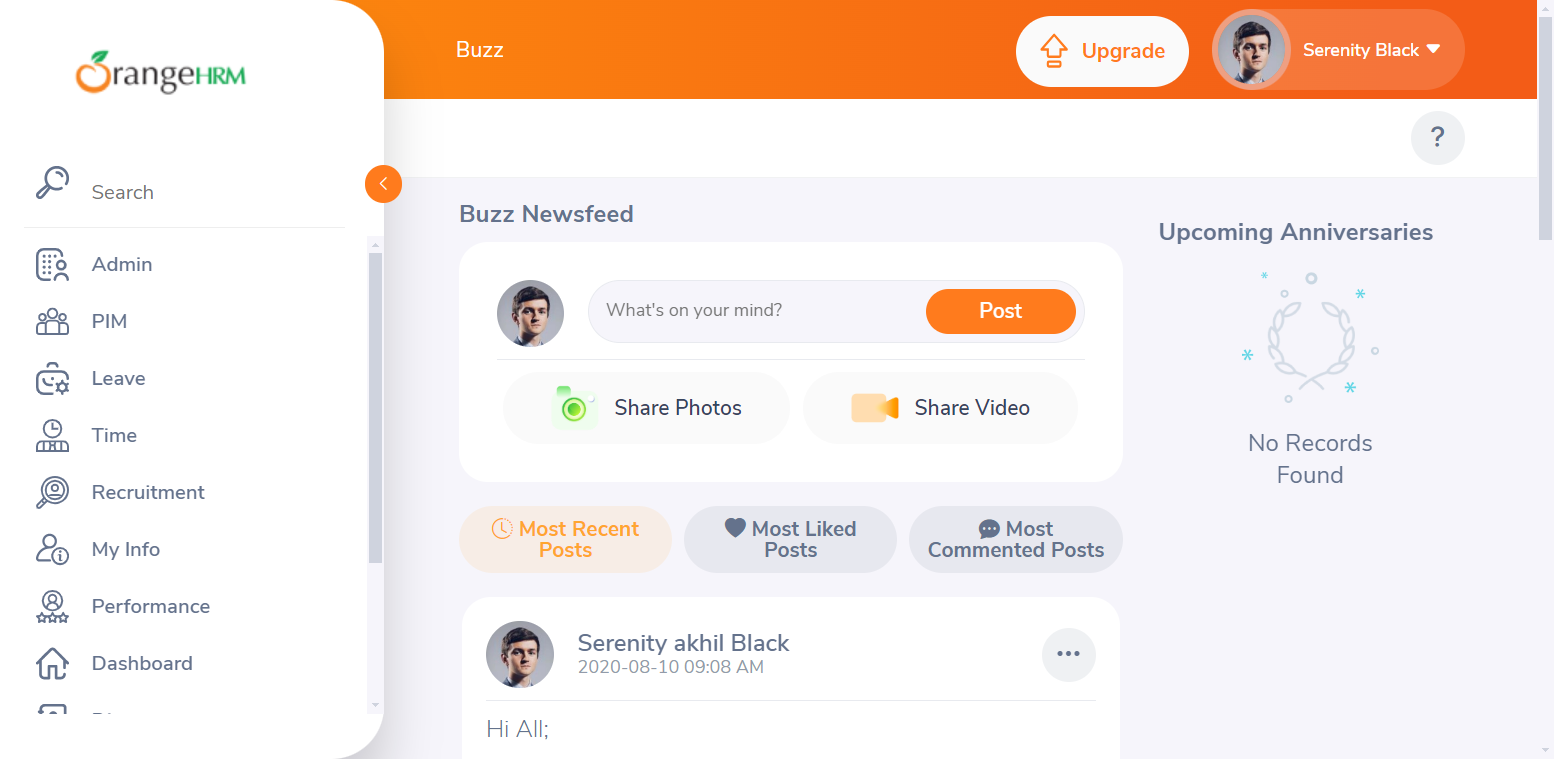 OrangeHRM
Search
Admin
PIM
Leave
Time
Recruitment
My Info
Performance
Dashboard
Buzz
Upgrade
Serenity Black
?
Buzz Newsfeed
What's on your mind?
Post
Share Photos
Share Video
Most Recent
Posts
Most Liked
Posts
Most
Commented Posts
Serenity akhil Black
2020-08-10 09:08 AM
Hi All;
Upcoming Anniversaries
No Records
Found